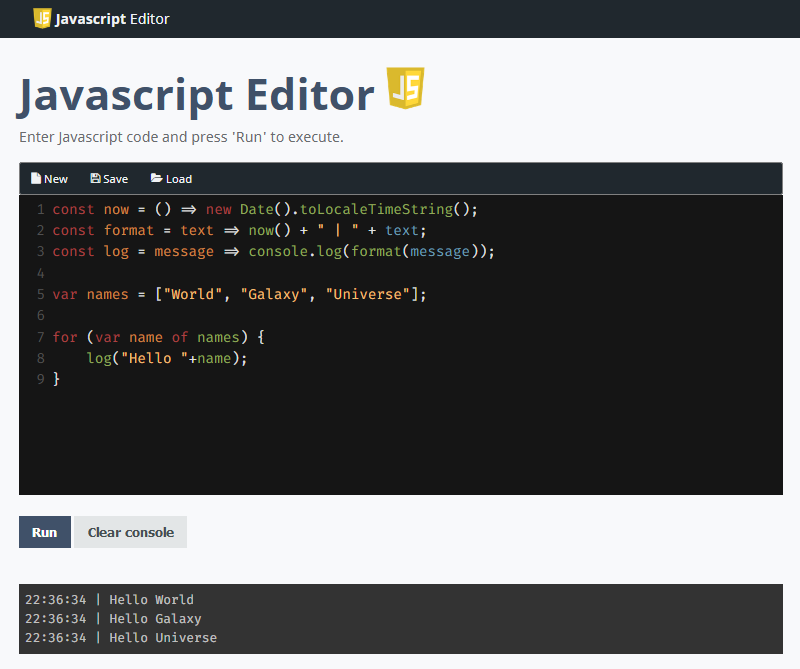 JS Javascript Editor
Javascript Editor JS
Enter Javascript code and press 'Run' to execute.
New Save Load
1 const now = () => new Date().toLocaleTimeString();
2 const format = text => now() + " | " + text;
3 const log = message => console.log(format(message));
4
5 var names = ["World", "Galaxy", "Universe"];
6
7 for (var name of names) {
8     log("Hello "+name);
9 }
Run Clear console
22:36:34 | Hello World
22:36:34 | Hello Galaxy
22:36:34 | Hello Universe